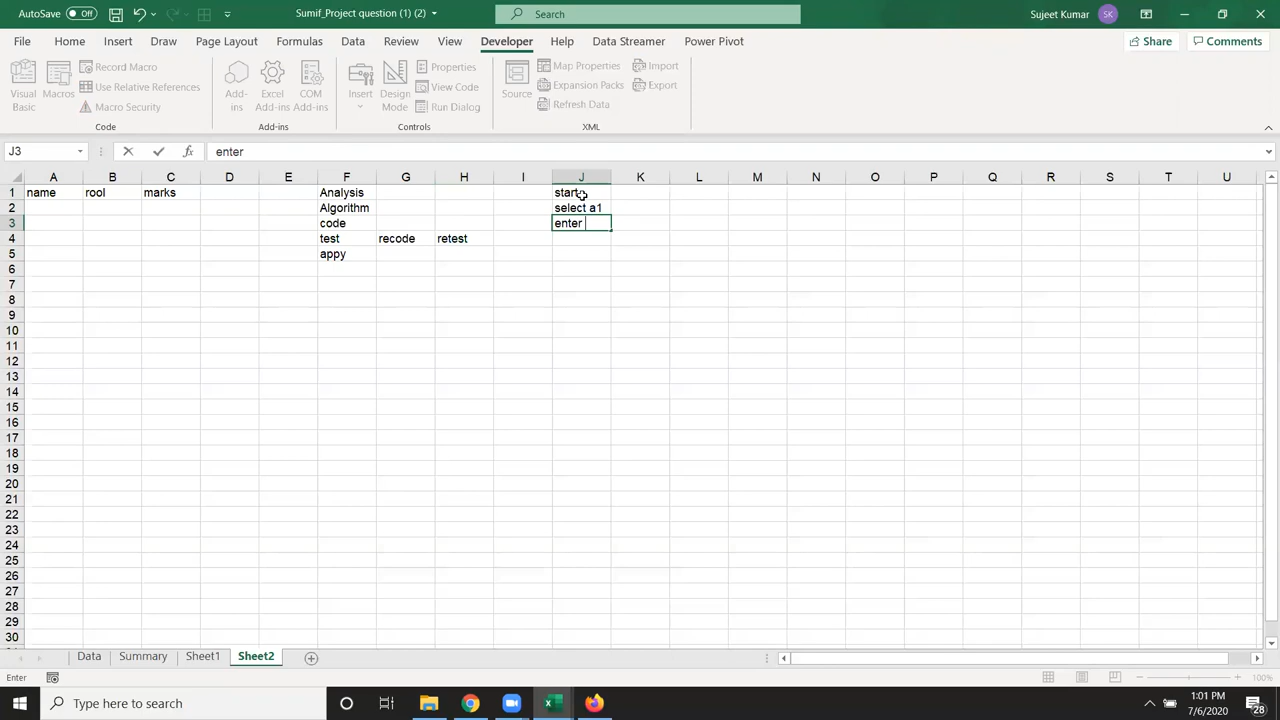 AutoSave Off Sumif_Project question (1) (2) Search Sujeet Kumar SK
File Home Insert Draw Page Layout Formulas Data Review View Developer Help Data Streamer Power Pivot Share Comments
Visual Basic Macros Record Macro Use Relative References Macro Security Add-ins Excel Add-ins COM Add-ins Insert Design Mode Properties View Code Run Dialog Source Map Properties Expansion Packs Refresh Data Import Export
Code Add-ins Controls XML
J3 fx enter
A B C D E F G H I J K L M N O P Q R S T U
1 name rool marks Analysis start
2 Algorithm select a1
3 code enter
4 test recode retest
5 appy
6
7
8
9
10
11
12
13
14
15
16
17
18
19
20
21
22
23
24
25
26
27
28
29
30
Data Summary Sheet1 Sheet2
Enter 100%
Type here to search 1:01 PM
7/6/2020 28